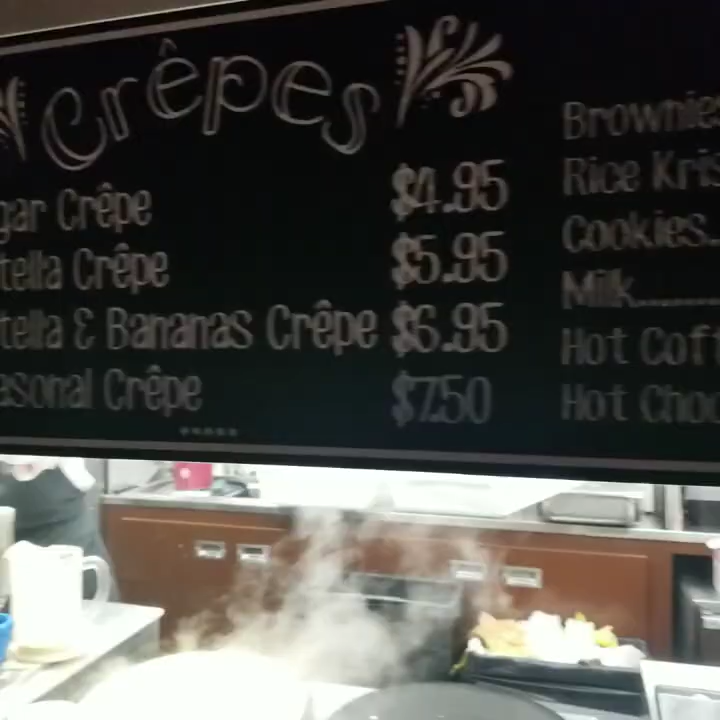 Crêpes
gar Crêpe $4.95
tella Crêpe $5.95
tella & Bananas Crêpe $6.95
asonal Crêpe $7.50
Brownie
Rice Kris
Cookies..
Milk.........
Hot Coff
Hot Choc